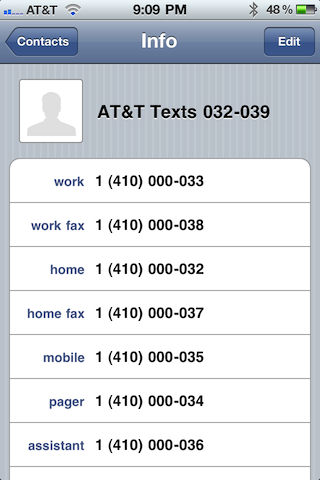 AT&T 9:09 PM 48 %
Contacts Info Edit
AT&T Texts 032-039
work 1 (410) 000-033
work fax 1 (410) 000-038
home 1 (410) 000-032
home fax 1 (410) 000-037
mobile 1 (410) 000-035
pager 1 (410) 000-034
assistant 1 (410) 000-036